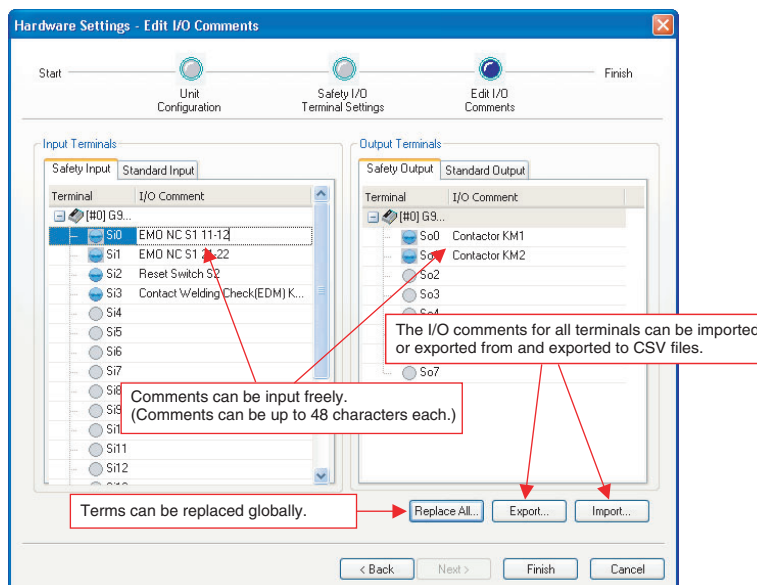 Hardware Settings - Edit I/O Comments
Start
Finish
Unit Configuration
Safety I/O Terminal Settings
Edit I/O Comments
Input Terminals
Safety Input
Standard Input
Terminal I/O Comment
[#0] G9...
Si0 EMO NC S1 11-12
Si1 EMO NC S1 21-22
Si2 Reset Switch S2
Si3 Contact Welding Check(EDM) K...
Si4
Si5
Si6
Si7
Si8
Si9
Si11
Si12
Output Terminals
Safety Output
Standard Output
Terminal I/O Comment
[#0] G9...
So0 Contactor KM1
Contactor KM2
So2
So3
So4
So7
The I/O comments for all terminals can be imported
or exported from and exported to CSV files.
Comments can be input freely.
(Comments can be up to 48 characters each.)
Terms can be replaced globally.
Replace All...
Export...
Import...
< Back
Next >
Finish
Cancel